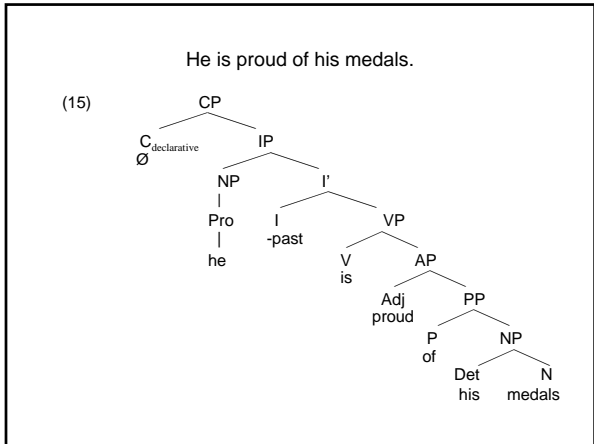 He is proud of his medals.
(15) CP
C declarative IP
Ø
NP I'
Pro I VP
-past
he V AP
is
Adj PP
proud
P NP
of
Det N
his medals